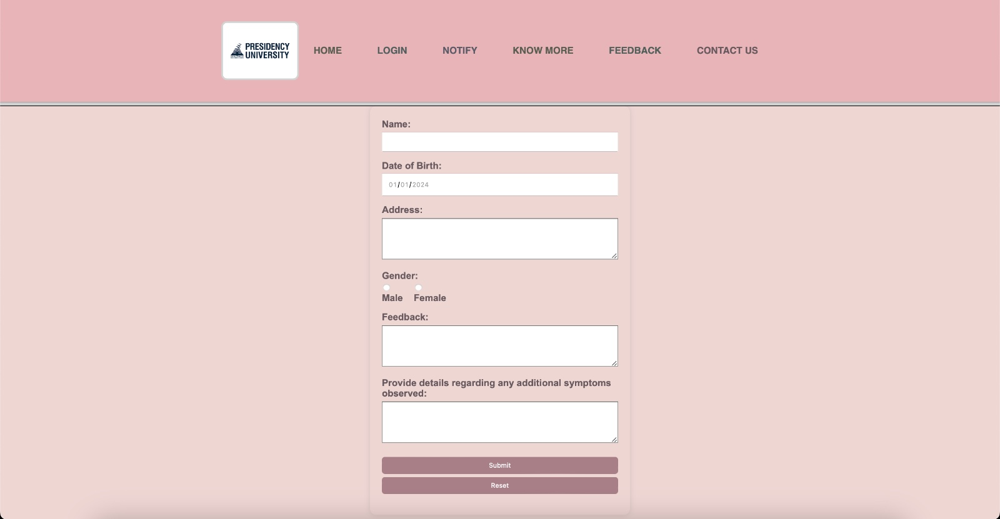 PRESIDENCY
UNIVERSITY
HOME
LOGIN
NOTIFY
KNOW MORE
FEEDBACK
CONTACT US
Name:
Date of Birth:
01/01/2024
Address:
Gender:
Male
Female
Feedback:
Provide details regarding any additional symptoms
observed:
Submit
Reset